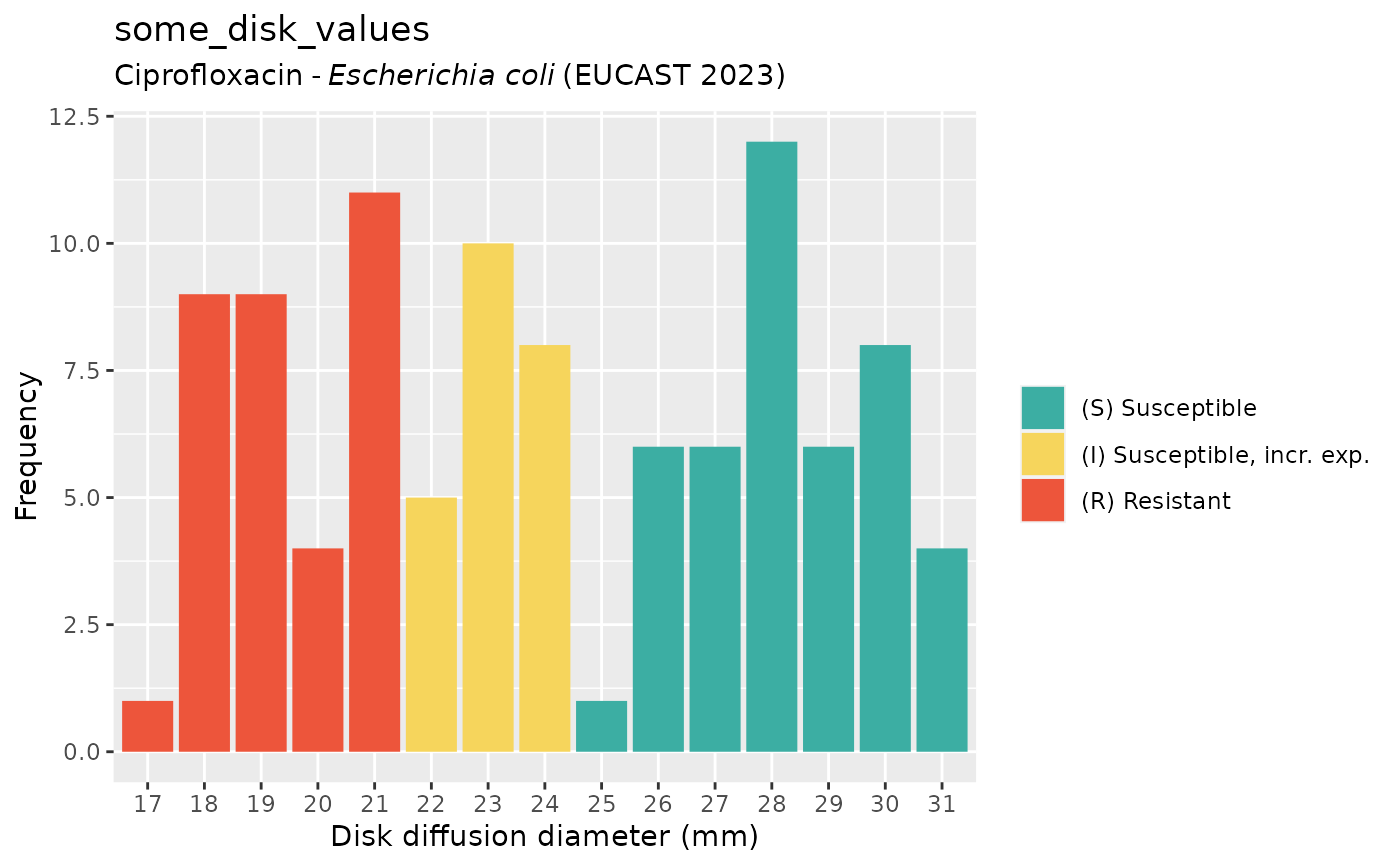 some_disk_values
Ciprofloxacin - Escherichia coli (EUCAST 2023)
12.5
10.0
7.5
5.0
2.5
0.0
Frequency
17 18 19 20 21 22 23 24 25 26 27 28 29 30 31
Disk diffusion diameter (mm)
(S) Susceptible
(I) Susceptible, incr. exp.
(R) Resistant